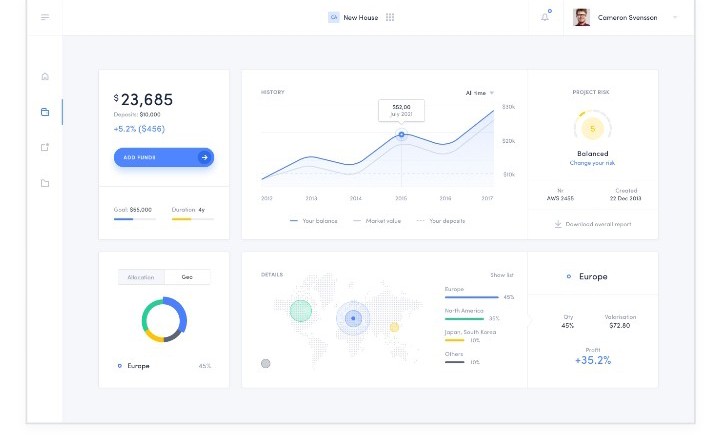 CA New House
Cameron Svensson
$23,685
Deposits: $10,000
+5.2% ($456)
ADD FUNDS
Goal: $65,000
Duration: 4y
HISTORY
All time
$52,06
July 2021
$30k
$20k
$10k
2012 2013 2014 2015 2016 2017
Your balance
Market value
Your deposits
PROJECT RISK
5
Balanced
Change your risk
Nr
AWS 2455
Created
22 Dec 2013
Download overall report
Allocation
Geo
Europe 45%
DETAILS
Show list
Europe
45%
North America
35%
Japan, South Korea
10%
Others
10%
Europe
Qty
45%
Valorisation
$72.80
Profit
+35.2%